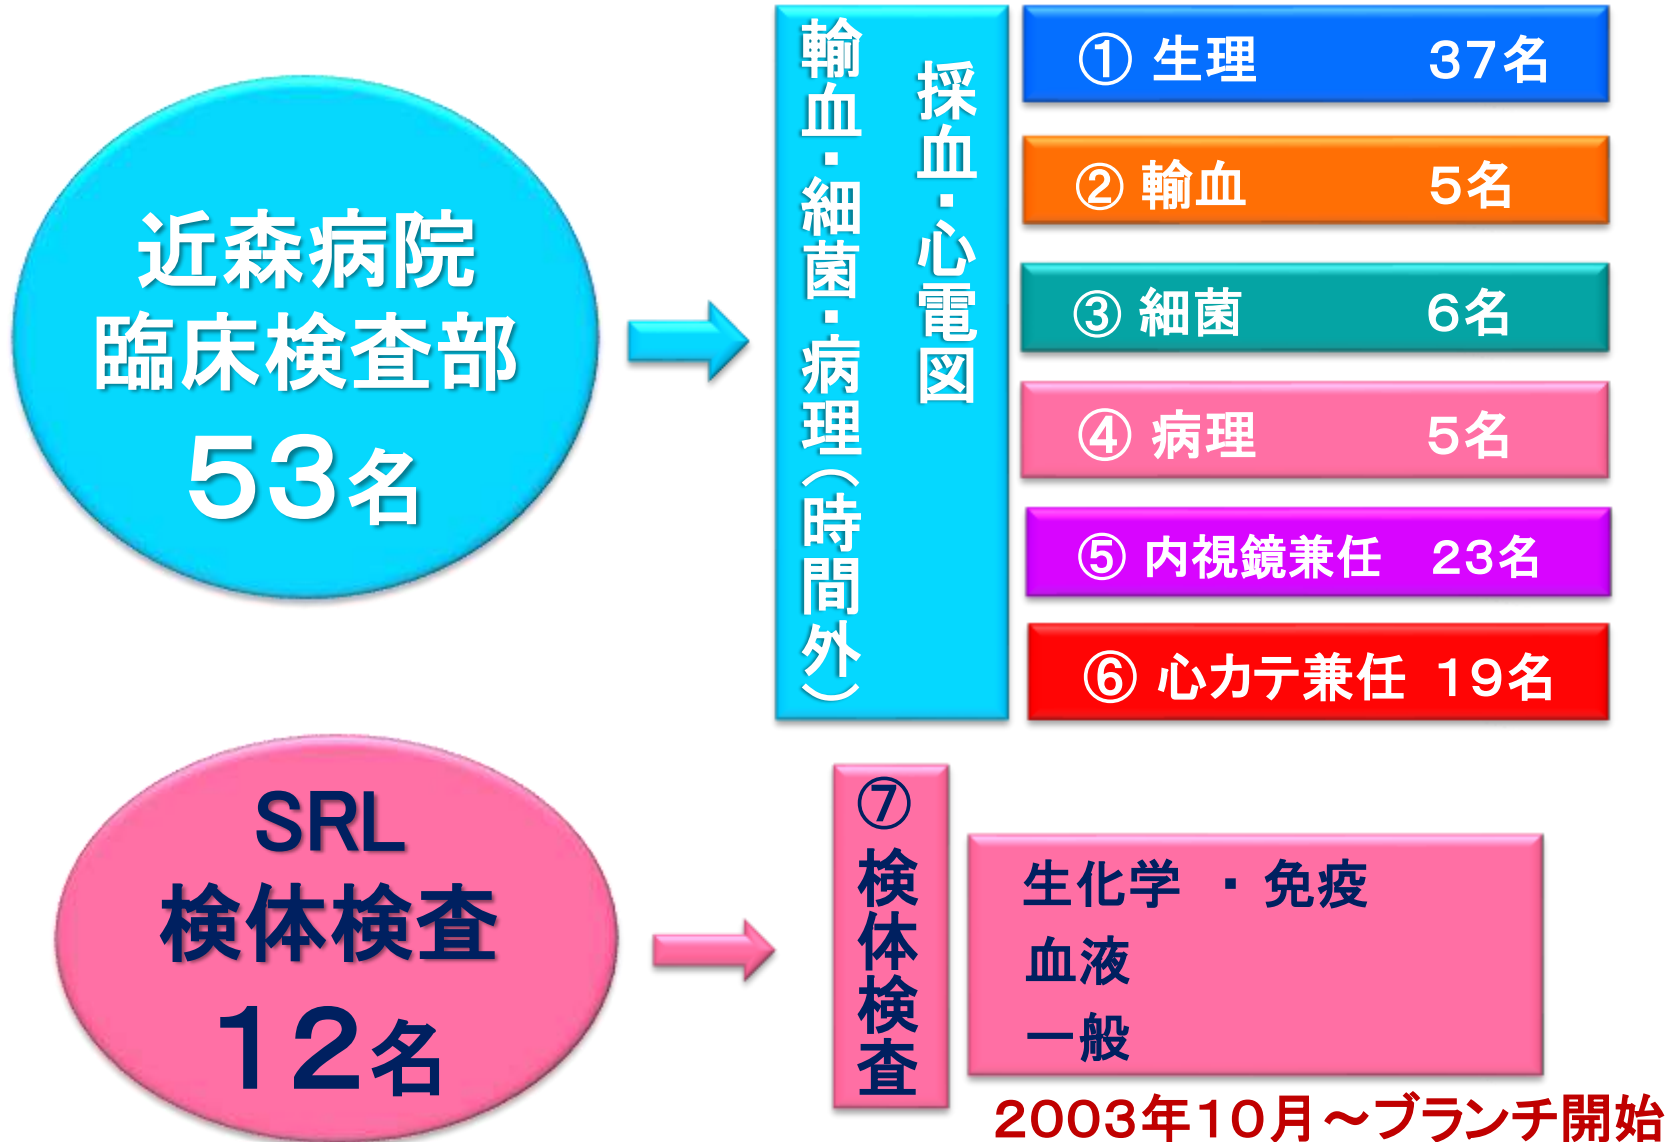 近森病院
臨床検査部
５３名
採血・心電図
輸血・細菌・病理（時間外）
① 生理　３７名
② 輸血　５名
③ 細菌　６名
④ 病理　５名
⑤ 内視鏡兼任　２３名
⑥ 心カテ兼任　１９名
SRL
検体検査
１２名
⑦検体検査
生化学 ・ 免疫
血液
一般
２００３年１０月～ブランチ開始